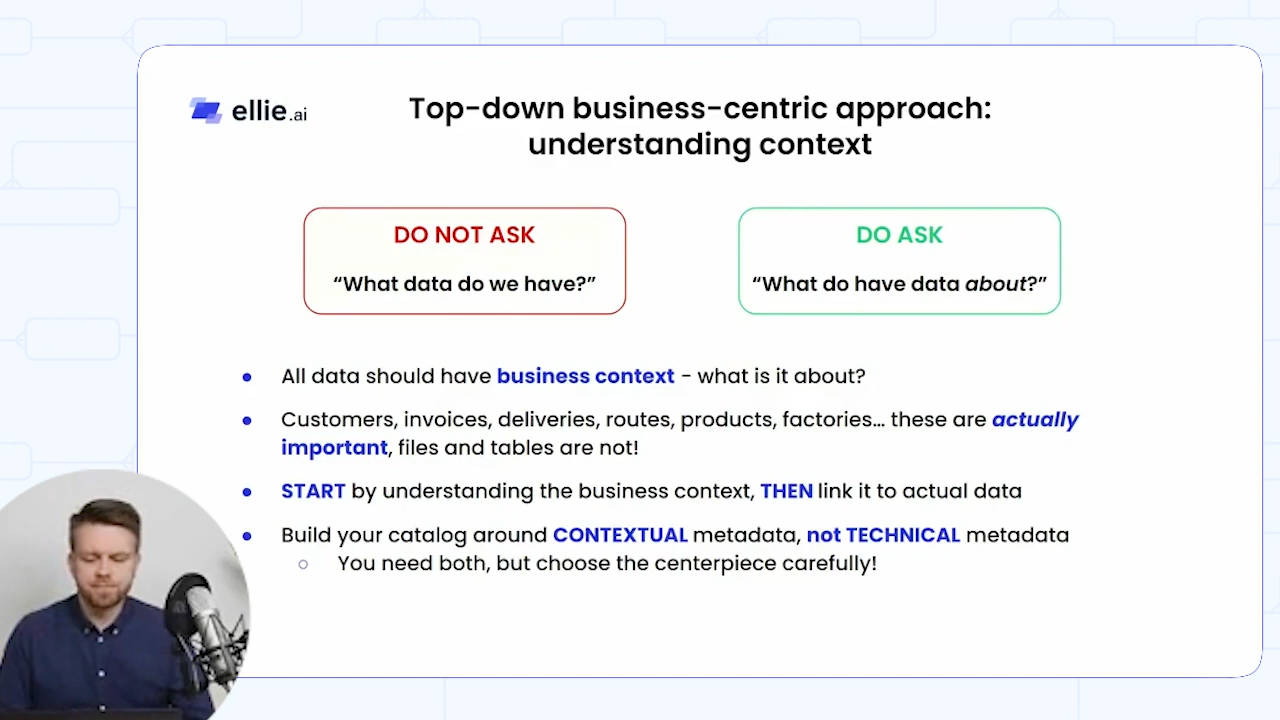 ellie.ai
Top-down business-centric approach:
understanding context
DO NOT ASK
“What data do we have?”
DO ASK
“What do have data about?”
All data should have business context - what is it about?
Customers, invoices, deliveries, routes, products, factories... these are actually
important, files and tables are not!
START by understanding the business context, THEN link it to actual data
Build your catalog around CONTEXTUAL metadata, not TECHNICAL metadata
You need both, but choose the centerpiece carefully!